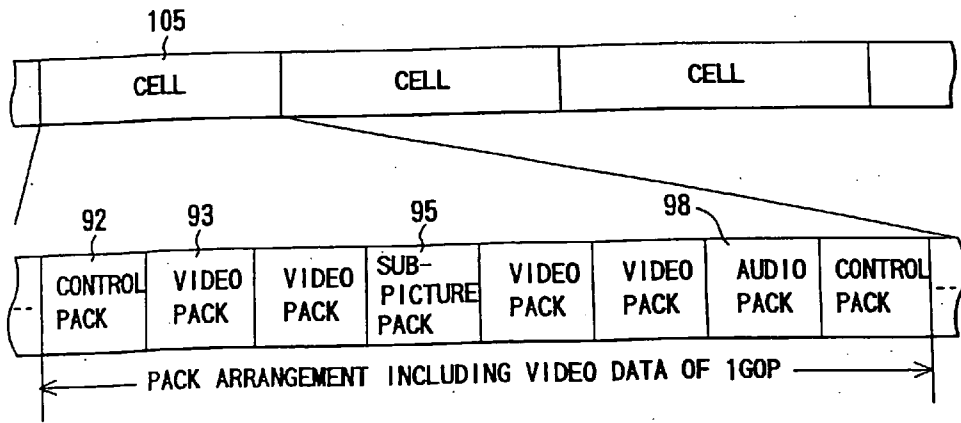 105
CELL CELL CELL
92 93 95 98
CONTROL PACK VIDEO PACK VIDEO PACK SUB-PICTURE PACK VIDEO PACK VIDEO PACK AUDIO PACK CONTROL PACK
PACK ARRANGEMENT INCLUDING VIDEO DATA OF 1GOP